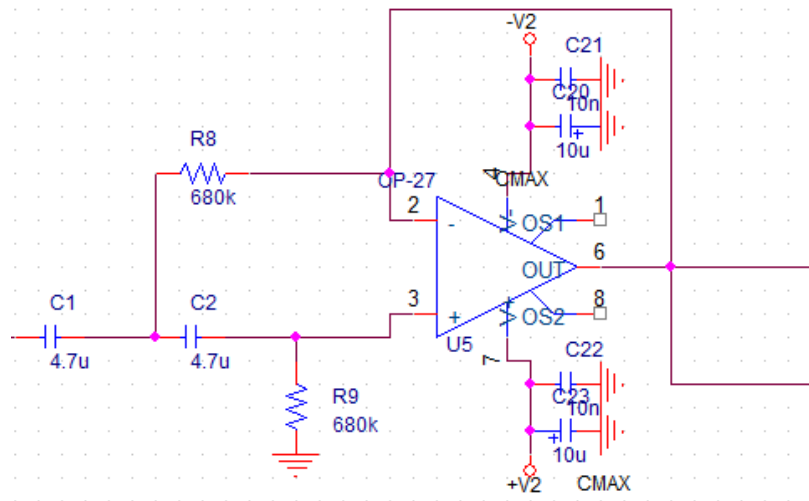 -V2
C21
C20
10n
10u
R8
680k
OP-27
4
CMAX
2
-
V-
OS1
1
OUT
6
C1
4.7u
C2
4.7u
3
+
V+
OS2
8
U5
7
R9
680k
C22
C23
10n
10u
+V2
CMAX